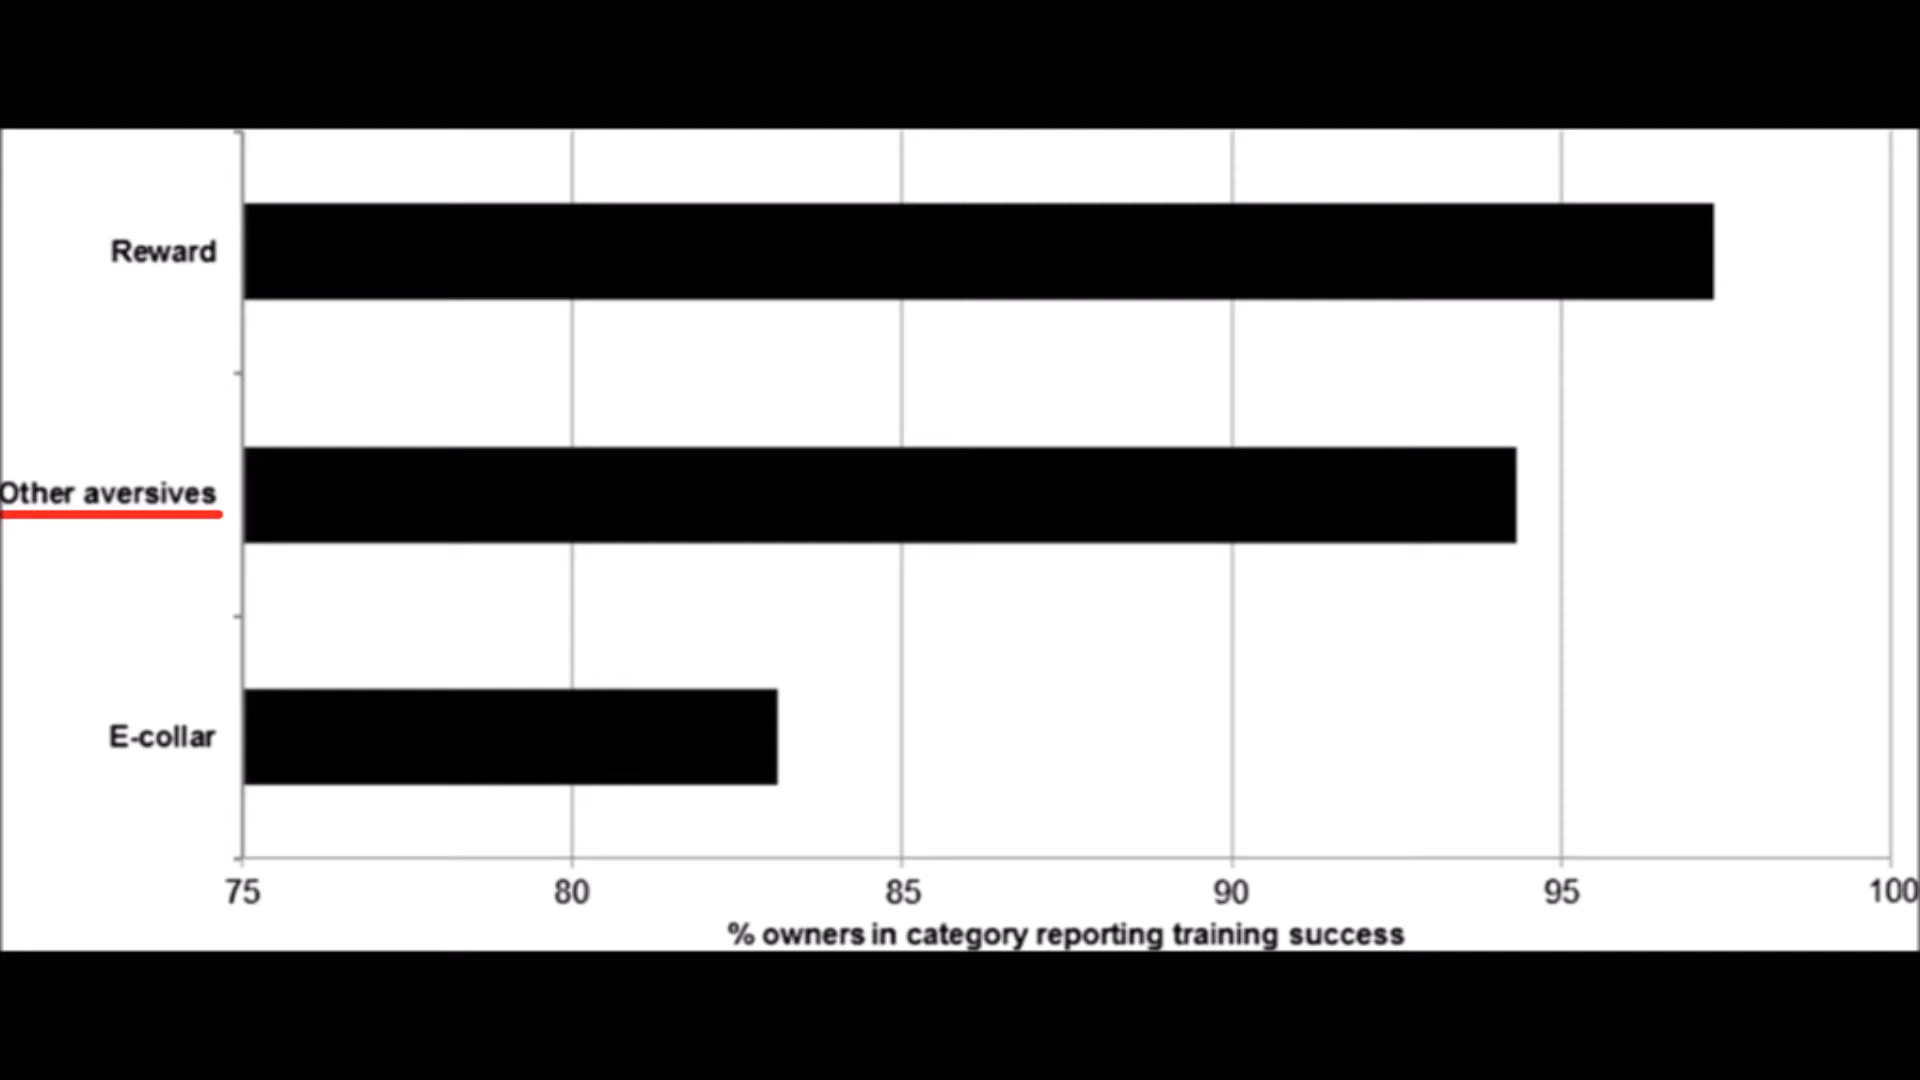 Reward
Other aversives
E-collar
75 80 85 90 95 100
% owners in category reporting training success